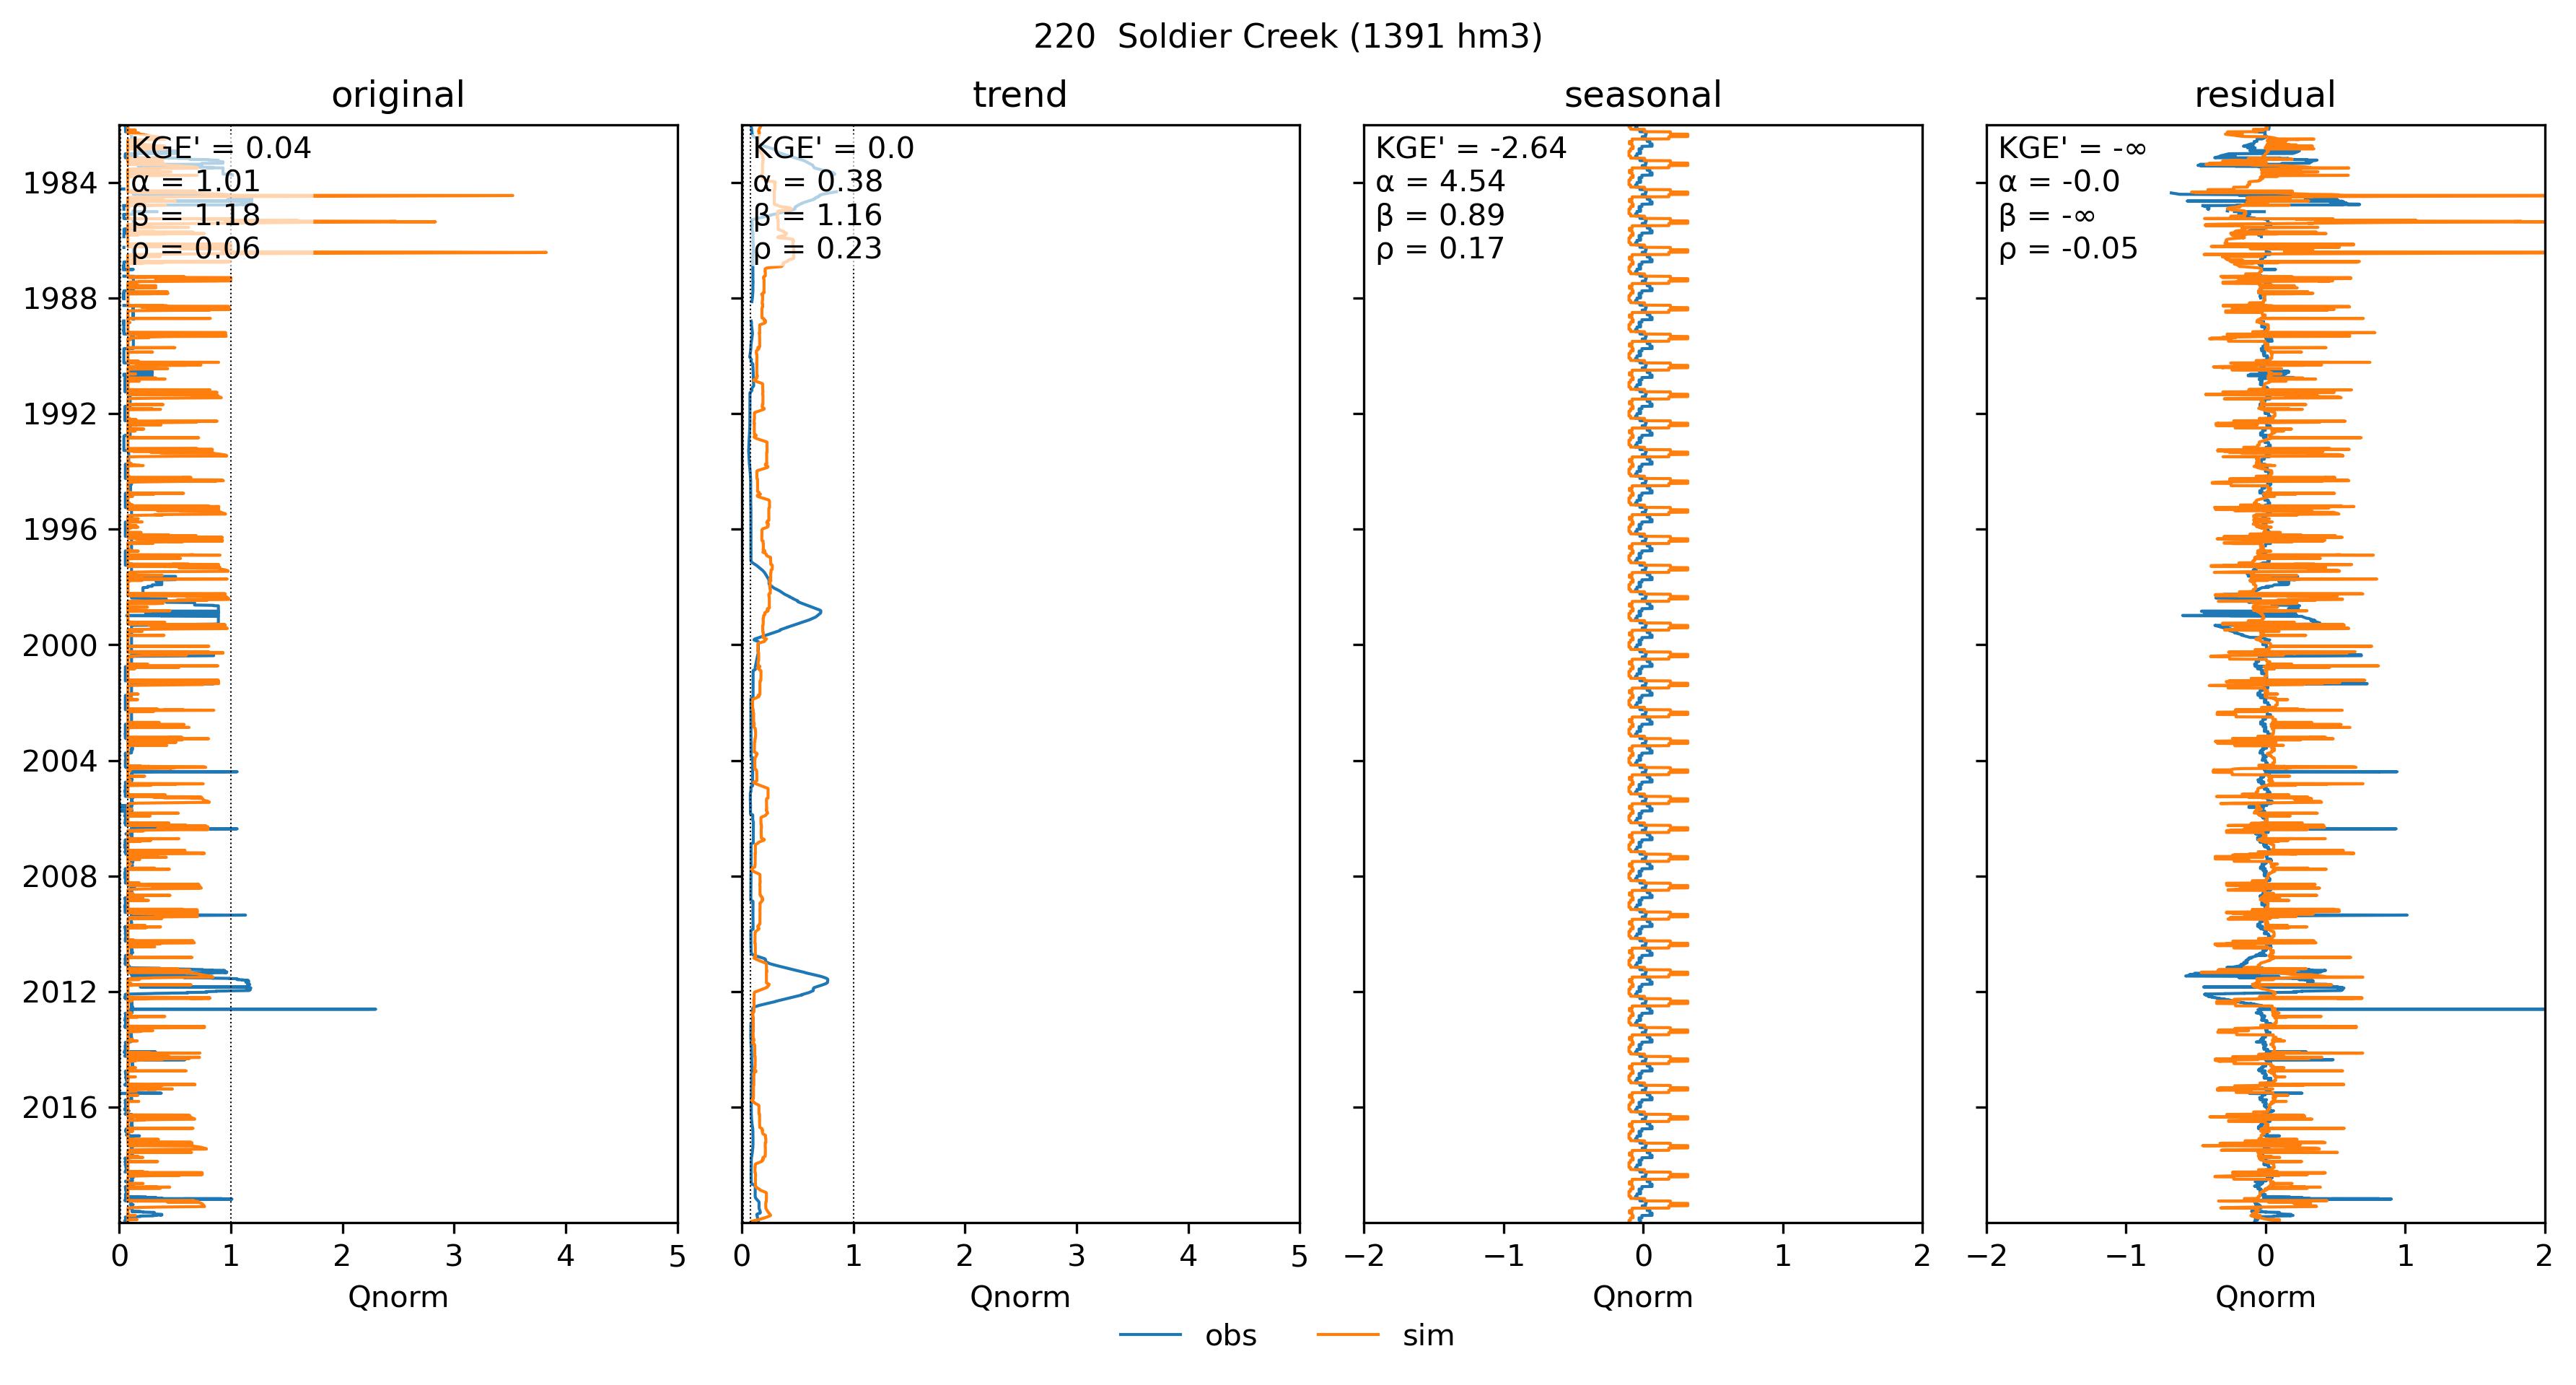 220  Soldier Creek (1391 hm3)
original
trend
seasonal
residual
KGE' = 0.04
α = 1.01
β = 1.18
ρ = 0.06
KGE' = 0.0
α = 0.38
β = 1.16
ρ = 0.23
KGE' = -2.64
α = 4.54
β = 0.89
ρ = 0.17
KGE' = -∞
α = -0.0
β = -∞
ρ = -0.05
1984
1988
1992
1996
2000
2004
2008
2012
2016
0 1 2 3 4 5
0 1 2 3 4 5
−2 −1 0 1 2
−2 −1 0 1 2
Qnorm
Qnorm
Qnorm
Qnorm
obs
sim